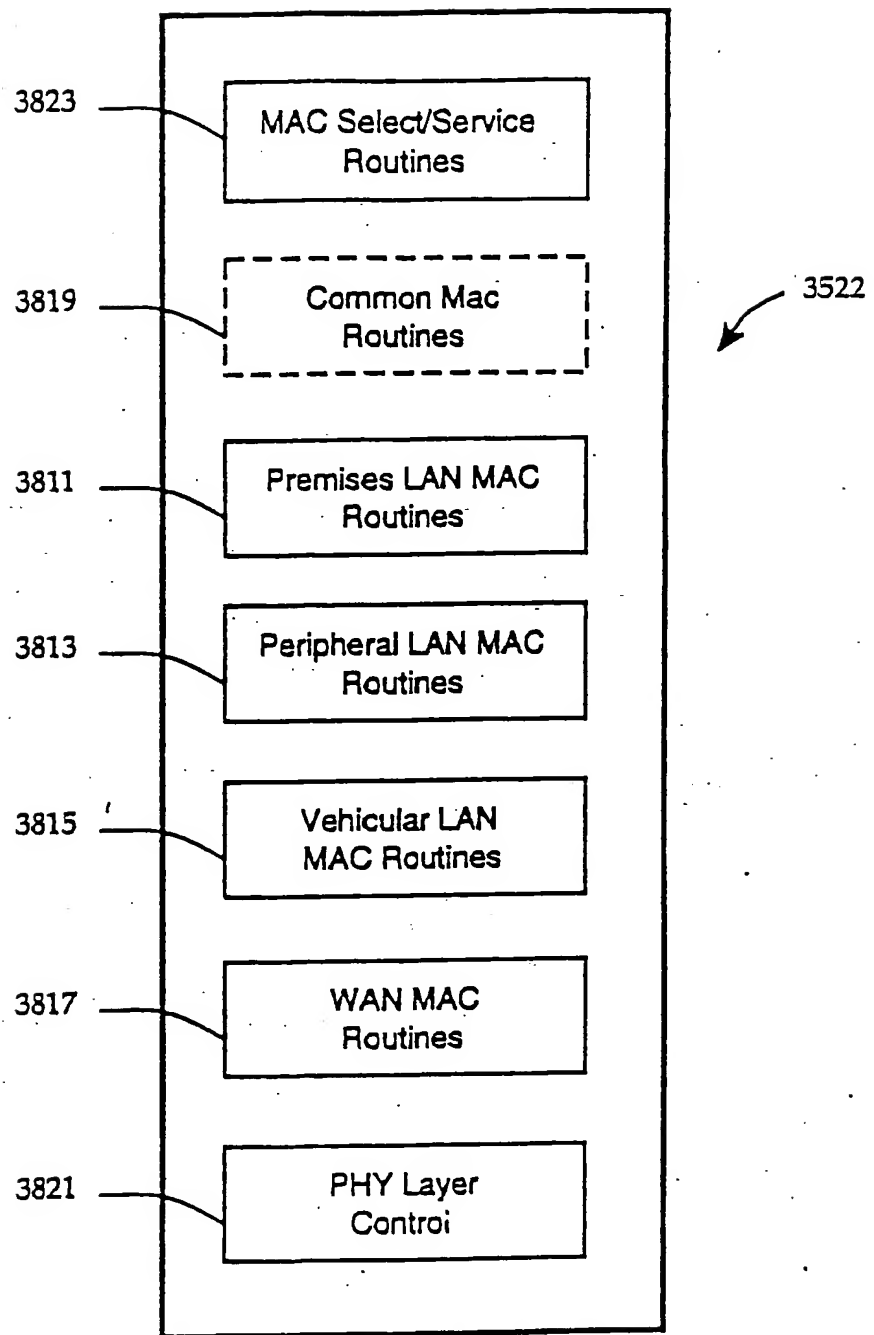 3823
MAC Select/Service
Routines
3819
Common Mac
Routines
3522
3811
Premises LAN MAC
Routines
3813
Peripheral LAN MAC
Routines
3815
Vehicular LAN
MAC Routines
3817
WAN MAC
Routines
3821
PHY Layer
Control